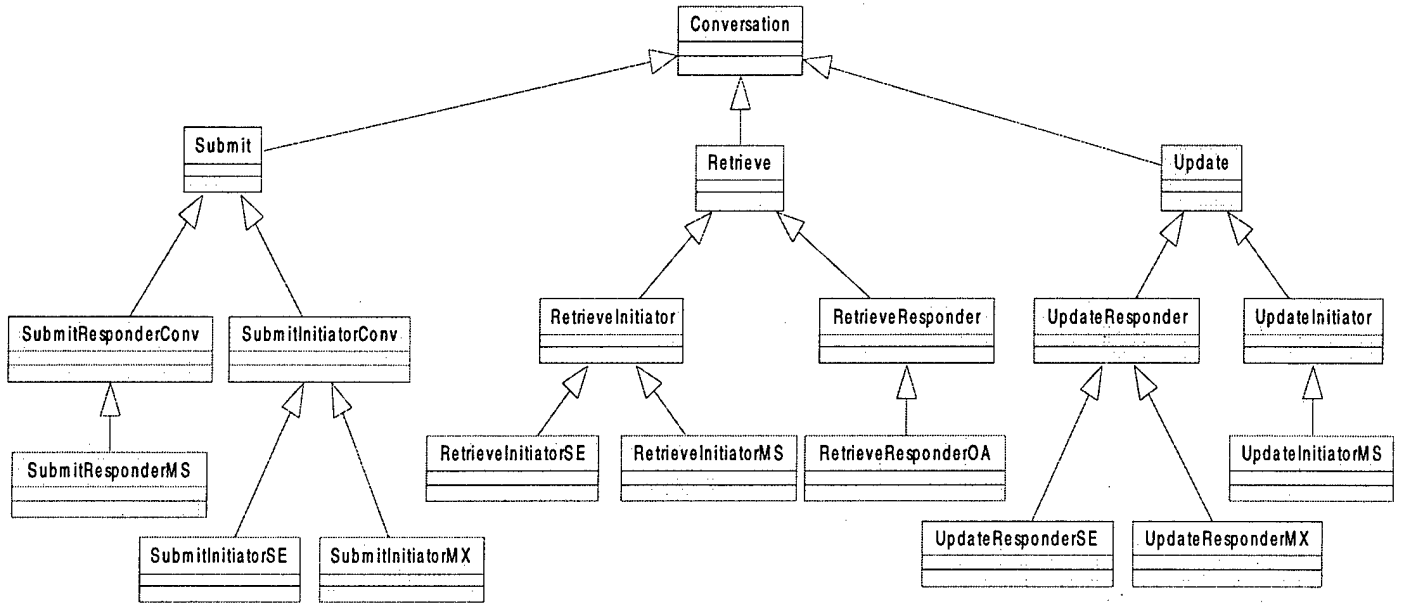 Conversation
Submit
Retrieve
Update
SubmitResponderConv
SubmitInitiatorConv
RetrieveInitiator
RetrieveResponder
UpdateResponder
UpdateInitiator
SubmitResponderMS
RetrieveInitiatorSE
RetrieveInitiatorMS
RetrieveResponderOA
UpdateInitiatorMS
SubmitInitiatorSE
SubmitInitiatorMX
UpdateResponderSE
UpdateResponderMX